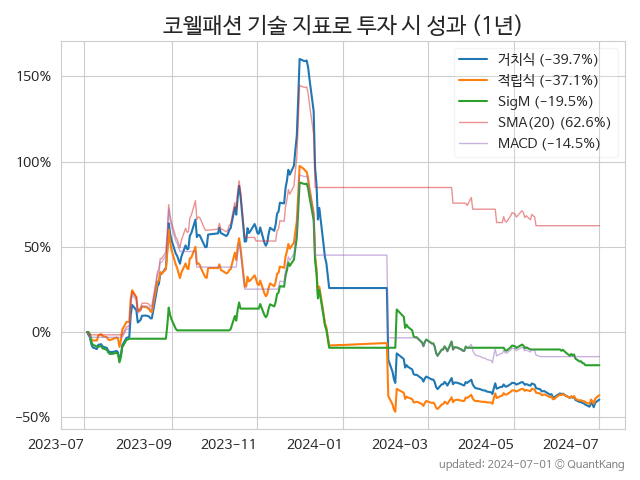 코웰패션 기술 지표로 투자 시 성과 (1년)
거치식 (−39.7%)
적립식 (−37.1%)
SigM (−19.5%)
SMA(20) (62.6%)
MACD (−14.5%)
150%
100%
50%
0%
−50%
2023-07
2023-09
2023-11
2024-01
2024-03
2024-05
2024-07
updated: 2024-07-01 © QuantKang